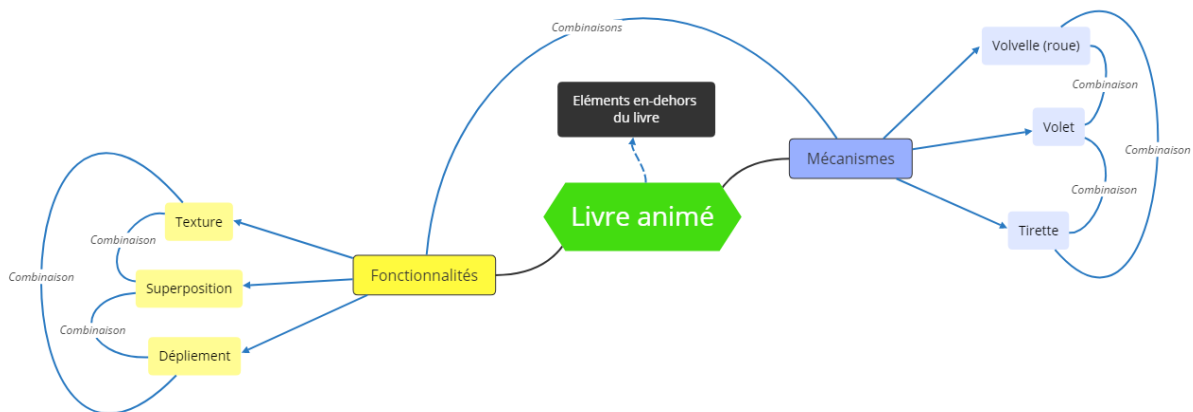 Combinaisons
Volvelle (roue)
Combinaison
Eléments en-dehors
du livre
Volet
Combinaison
Mécanismes
Combinaison
Livre animé
Tirette
Texture
Combinaison
Combinaison
Fonctionnalités
Superposition
Combinaison
Dépliement